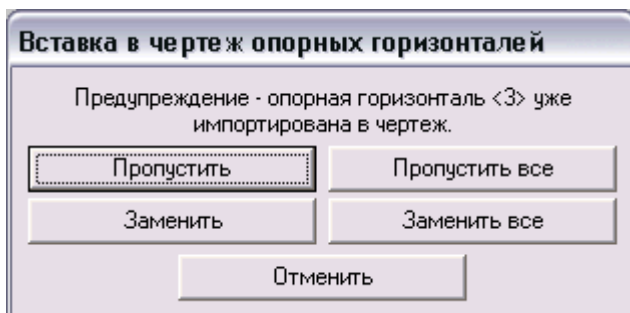 Вставка в чертеж опорных горизонталей
Предупреждение - опорная горизонталь <3> уже
импортирована в чертеж.
Пропустить
Пропустить все
Заменить
Заменить все
Отменить